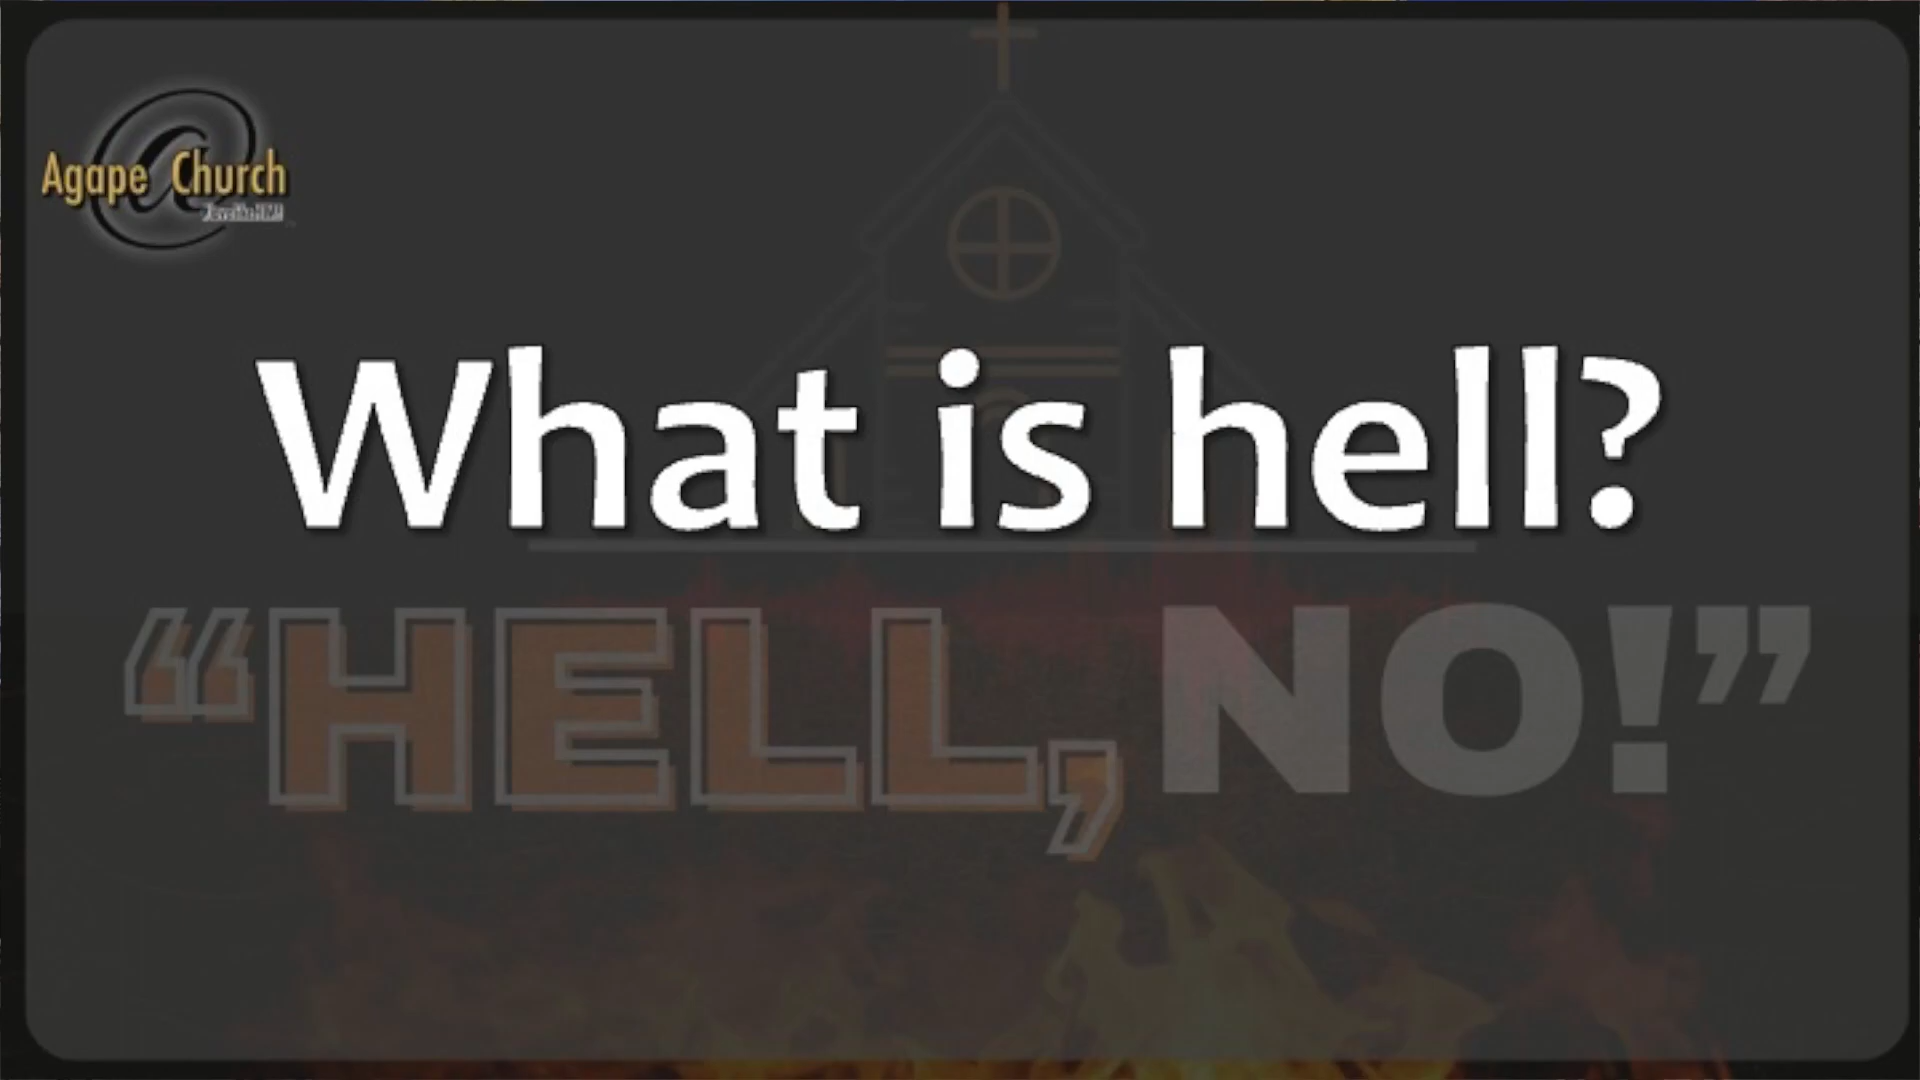 Agape Church
What is hell?
“HELL, NO!”